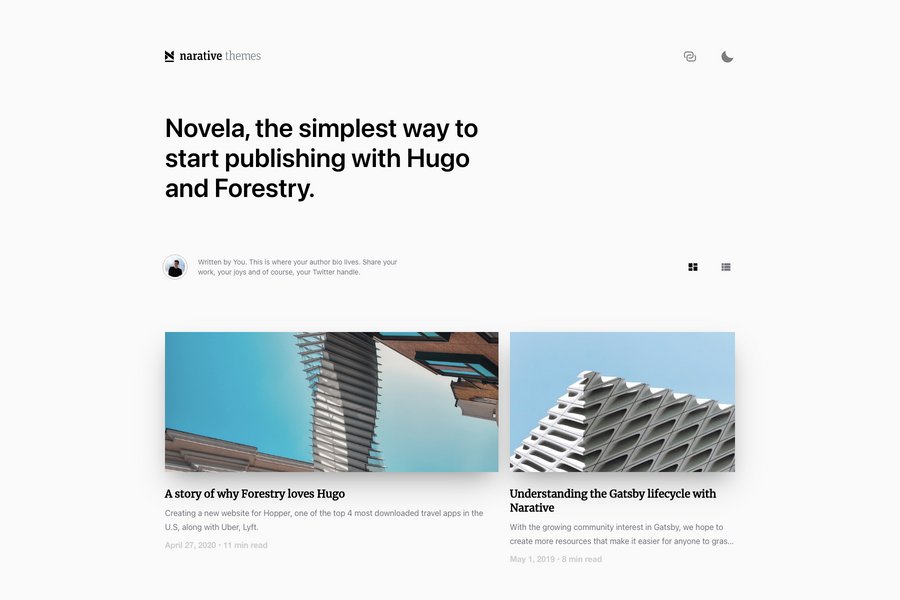 narative themes
Novela, the simplest way to
start publishing with Hugo
and Forestry.
Written by You. This is where your author bio lives. Share your
work, your joys and of course, your Twitter handle.
A story of why Forestry loves Hugo
Creating a new website for Hopper, one of the top 4 most downloaded travel apps in the
U.S, along with Uber, Lyft.
April 27, 2020 · 11 min read
Understanding the Gatsby lifecycle with
Narative
With the growing community interest in Gatsby, we hope to
create more resources that make it easier for anyone to gras…
May 1, 2019 · 8 min read